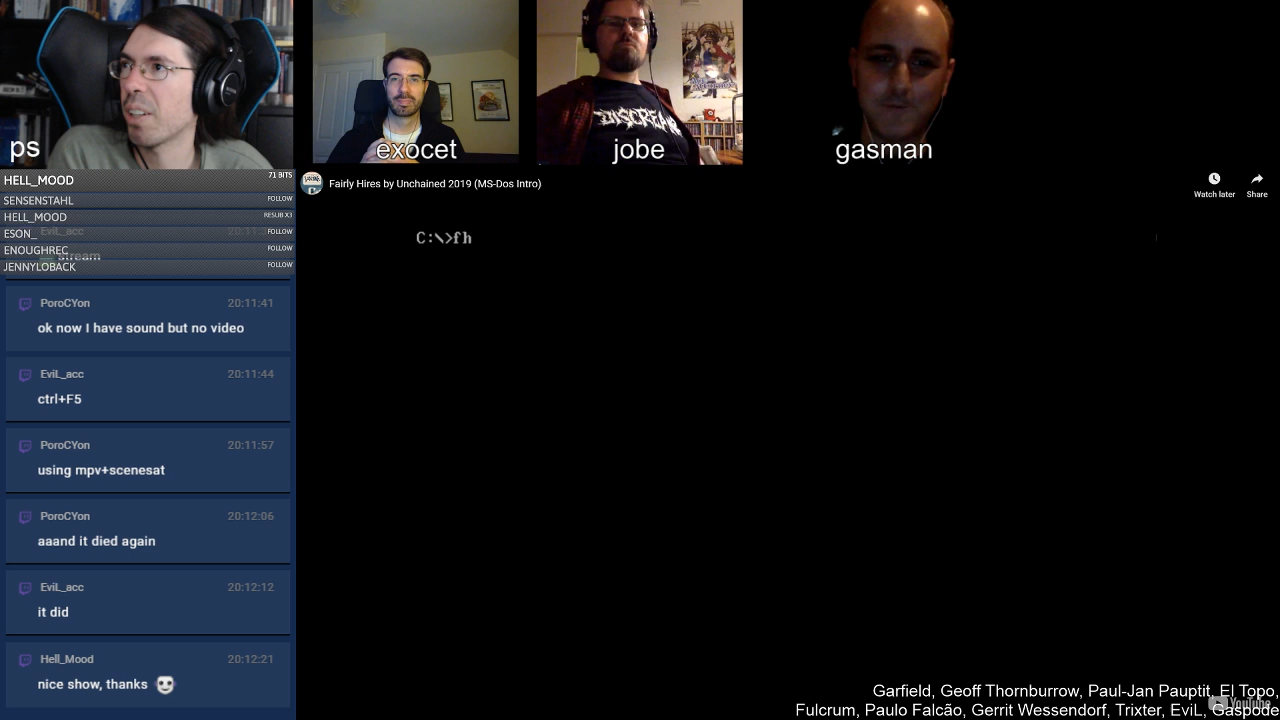 ps
exocet
jobe
gasman
HELL_MOOD 71 BITS
SENSENSTAHL FOLLOW
HELL_MOOD RESUB X3
ESON_ FOLLOW
ENOUGHREC FOLLOW
JENNYLOBACK FOLLOW
EviL_acc
stream
Fairly Hires by Unchained 2019 (MS-Dos Intro)
Watch later
Share
C:\>fh
PoroCYon 20:11:41
ok now I have sound but no video
EviL_acc 20:11:44
ctrl+F5
PoroCYon 20:11:57
using mpv+scenesat
PoroCYon 20:12:06
aaand it died again
EviL_acc 20:12:12
it did
Hell_Mood 20:12:21
nice show, thanks
Garfield, Geoff Thornburrow, Paul-Jan Pauptit, El Topo,
Fulcrum, Paulo Falcão, Gerrit Wessendorf, Trixter, EviL, Gaspode
YouTube